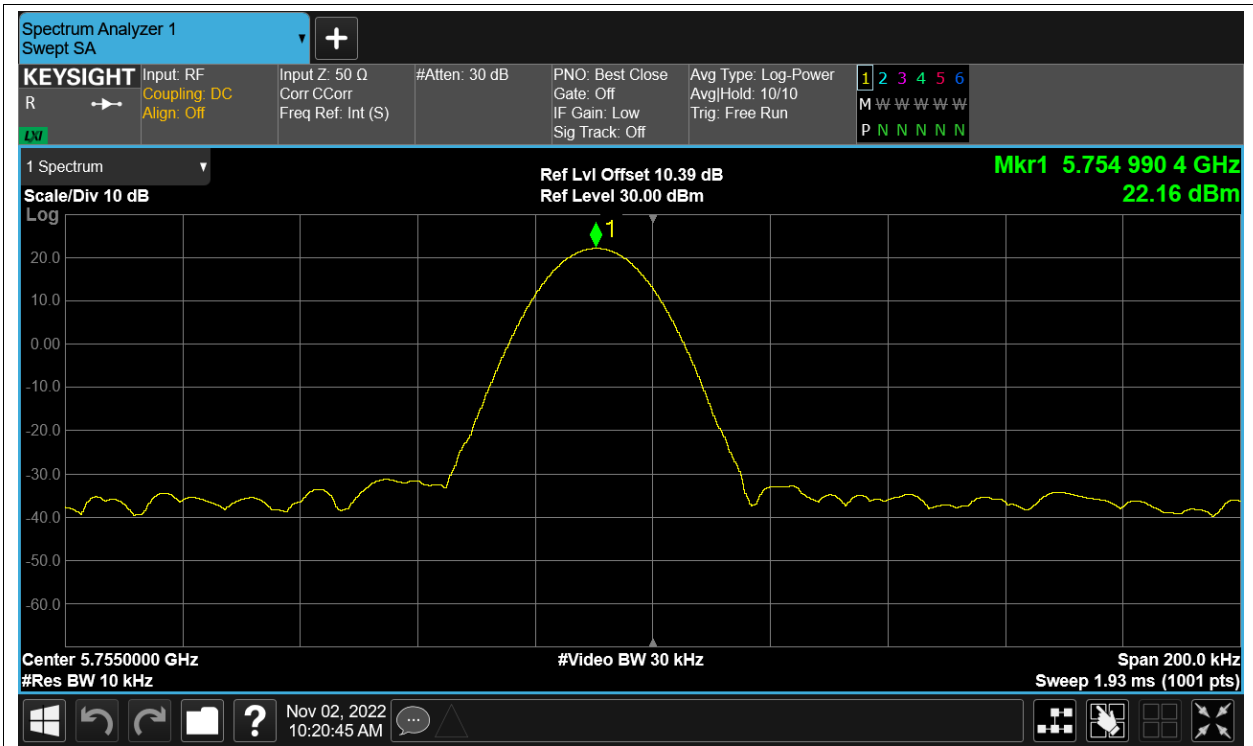 Spectrum Analyzer 1
Swept SA
KEYSIGHT
R
LXI
Input: RF
Coupling: DC
Align: Off
Input Z: 50 Ω
Corr CCorr
Freq Ref: Int (S)
#Atten: 30 dB
PNO: Best Close
Gate: Off
IF Gain: Low
Sig Track: Off
Avg Type: Log-Power
Avg|Hold: 10/10
Trig: Free Run
1 2 3 4 5 6
M W W W W W
P N N N N N
1 Spectrum
Scale/Div 10 dB
Log
Ref Lvl Offset 10.39 dB
Ref Level 30.00 dBm
Mkr1 5.754 990 4 GHz
22.16 dBm
1
20.0
10.0
0.00
-10.0
-20.0
-30.0
-40.0
-50.0
-60.0
Center 5.7550000 GHz
#Res BW 10 kHz
#Video BW 30 kHz
Span 200.0 kHz
Sweep 1.93 ms (1001 pts)
?
Nov 02, 2022
10:20:45 AM